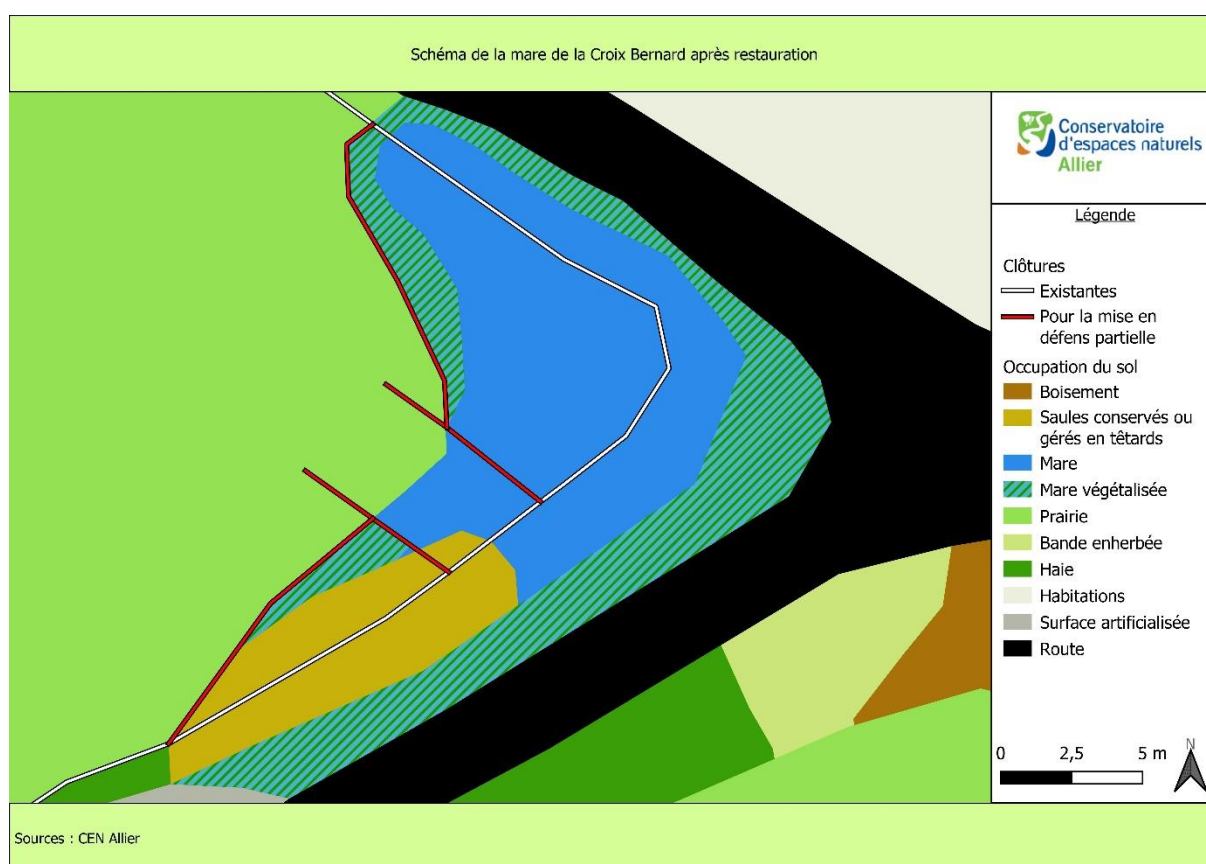 Schéma de la mare de la Croix Bernard après restauration
Conservatoire
d'espaces naturels
Allier
Légende
Clôtures
Existantes
Pour la mise en
défens partielle
Occupation du sol
Boisement
Saules conservés ou
gérés en têtards
Mare
Mare végétalisée
Prairie
Bande enherbée
Haie
Habitations
Surface artificialisée
Route
0 2,5 5 m
N
Sources : CEN Allier